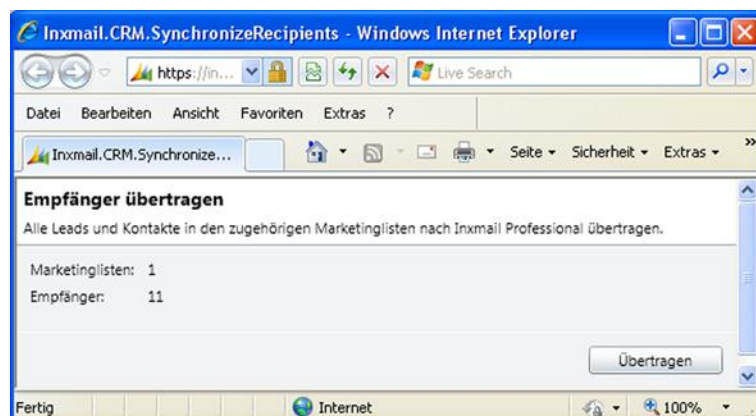 Inxmail.CRM.SynchronizeRecipients - Windows Internet Explorer
https://in... Live Search
Datei Bearbeiten Ansicht Favoriten Extras ?
Inxmail.CRM.Synchronize... Seite Sicherheit Extras »
Empfänger übertragen
Alle Leads und Kontakte in den zugehörigen Marketinglisten nach Inxmail Professional übertragen.
Marketinglisten: 1
Empfänger: 11
Übertragen
Fertig Internet 100%